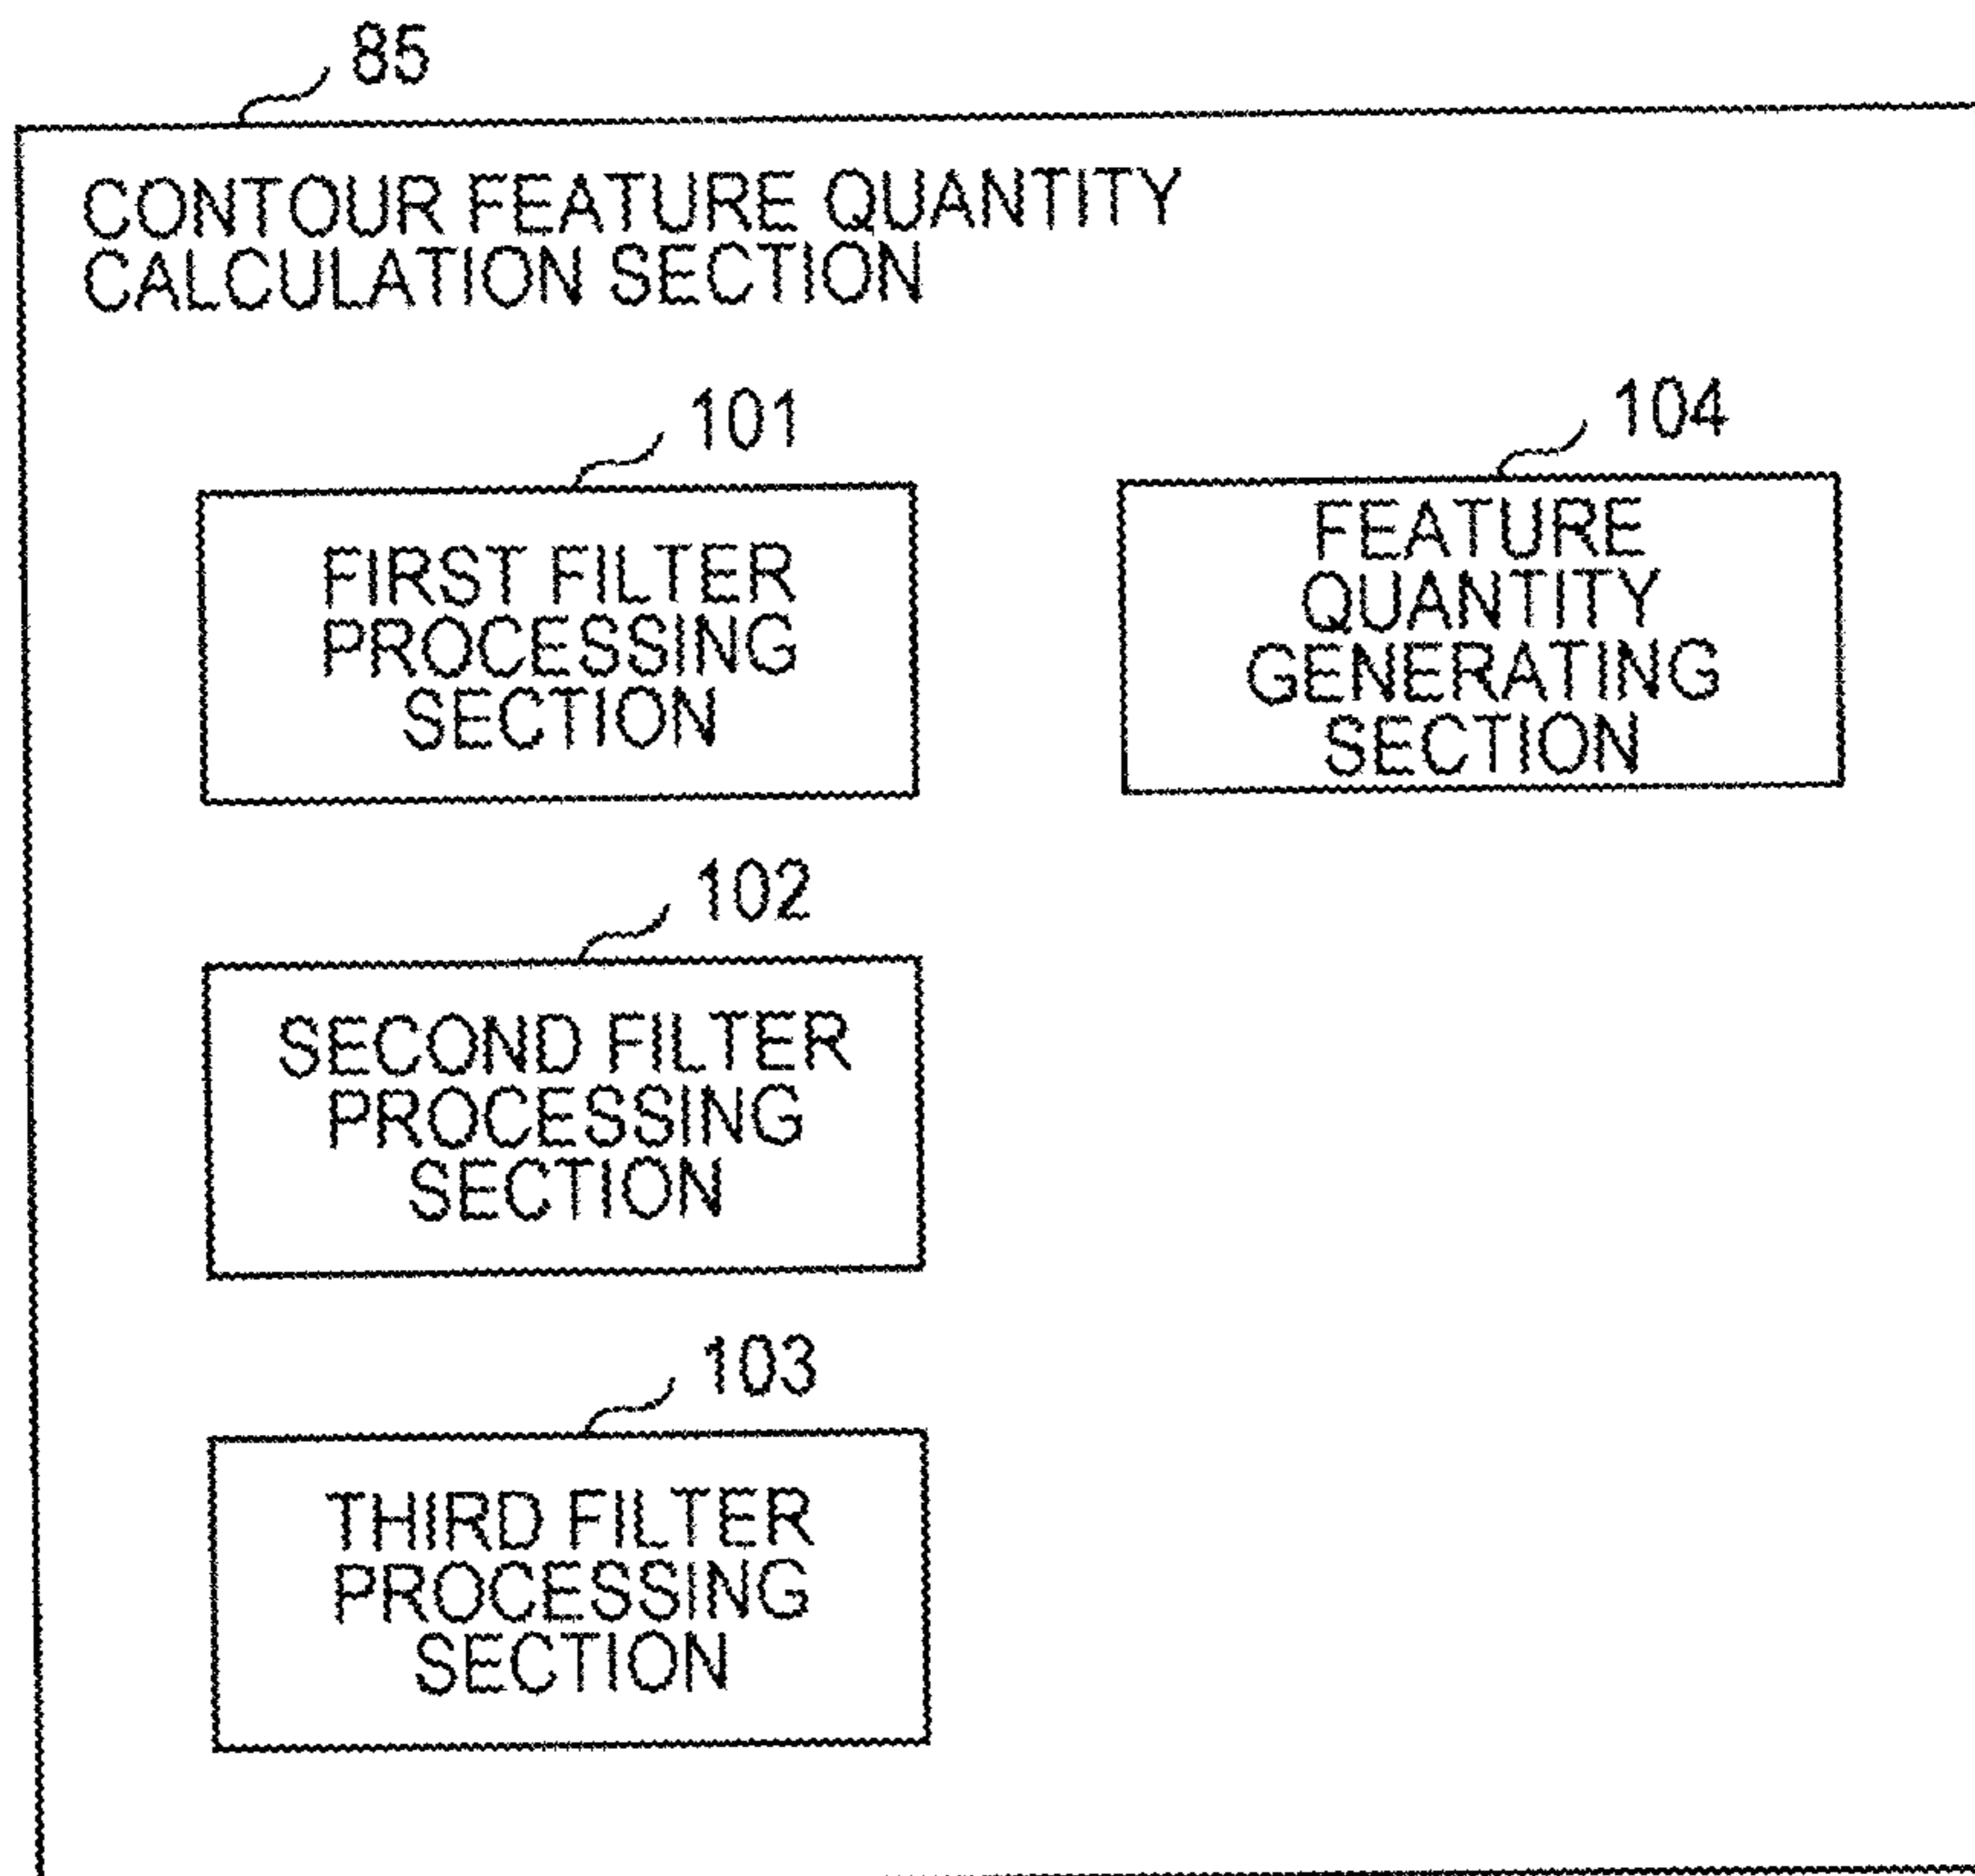 85
CONTOUR FEATURE QUANTITY
CALCULATION SECTION
101
FIRST FILTER
PROCESSING
SECTION
104
FEATURE
QUANTITY
GENERATING
SECTION
102
SECOND FILTER
PROCESSING
SECTION
103
THIRD FILTER
PROCESSING
SECTION